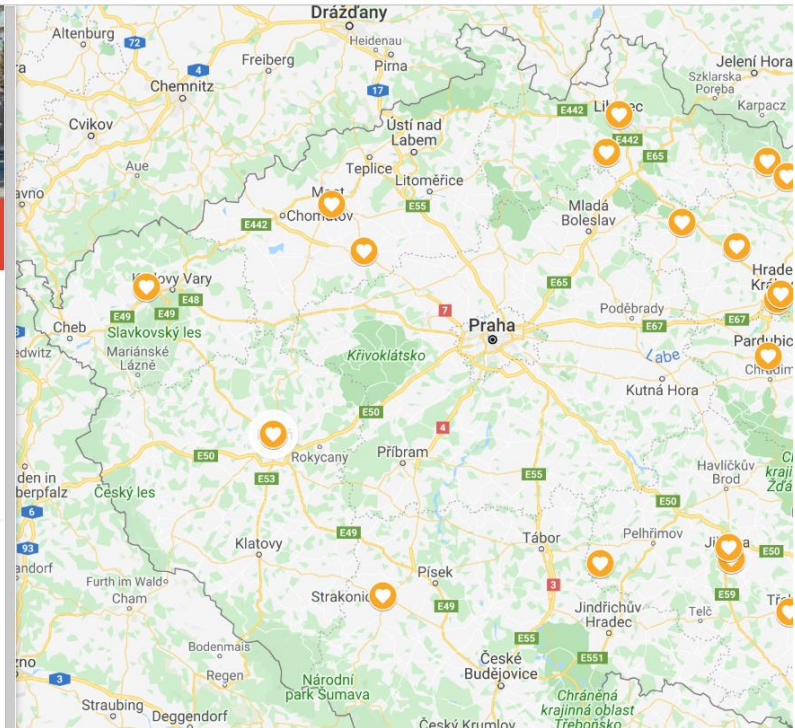 Drážďany
Altenburg
72
Heidenau
Jelení Hora
Freiberg
Pirna
4
Szklarska
Poręba
Chemnitz
17
Karpacz
E442
Cvikov
Ústí nad
Labem
E442
Aue
Teplice
E65
Litoměřice
Most
Mladá
Boleslav
Chomutov
E55
E442
Karlovy Vary
E65
E48
E49
E49
7
Poděbrady
Praha
E67
E67
Slavkovský les
Cheb
Labe
Mariánské
Lázně
Křivoklátsko
Kutná Hora
E50
4
E50
Rokycany
Příbram
Havlíčkův
Brod
E53
E55
Český les
E50
6
E49
Tábor
Pelhřimov
93
Klatovy
E50
Písek
Furth im Wald
3
Cham
E49
E59
Jindřichův
Hradec
Telč
E55
Bodenmais
České
Budějovice
E551
Regen
Národní
park Šumava
3
Chráněná
krajinná oblast
Třeboňsko
Straubing
Deggendorf
Český Krumlov